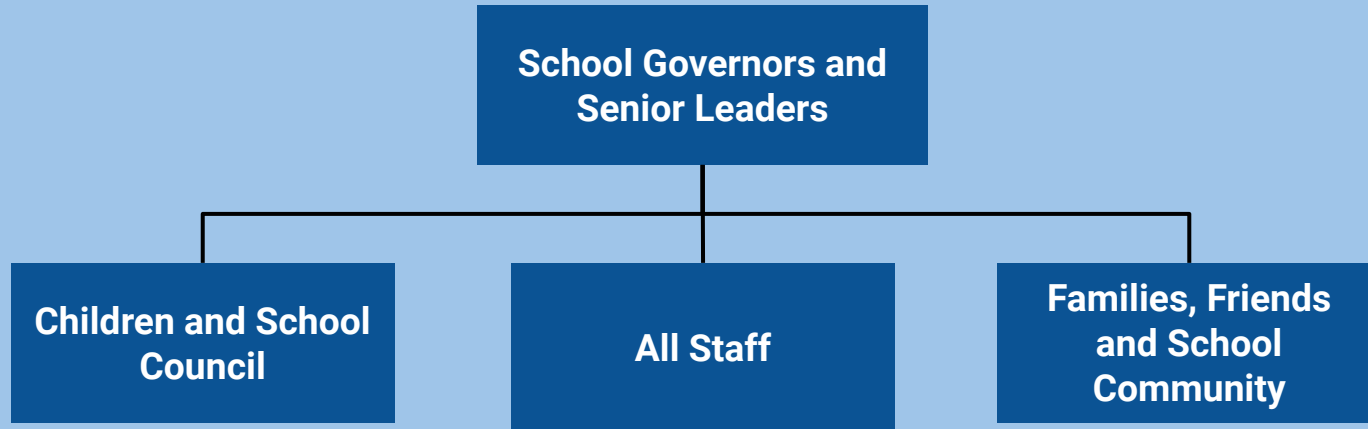 School Governors and
Senior Leaders
Children and School
Council
All Staff
Families, Friends
and School
Community